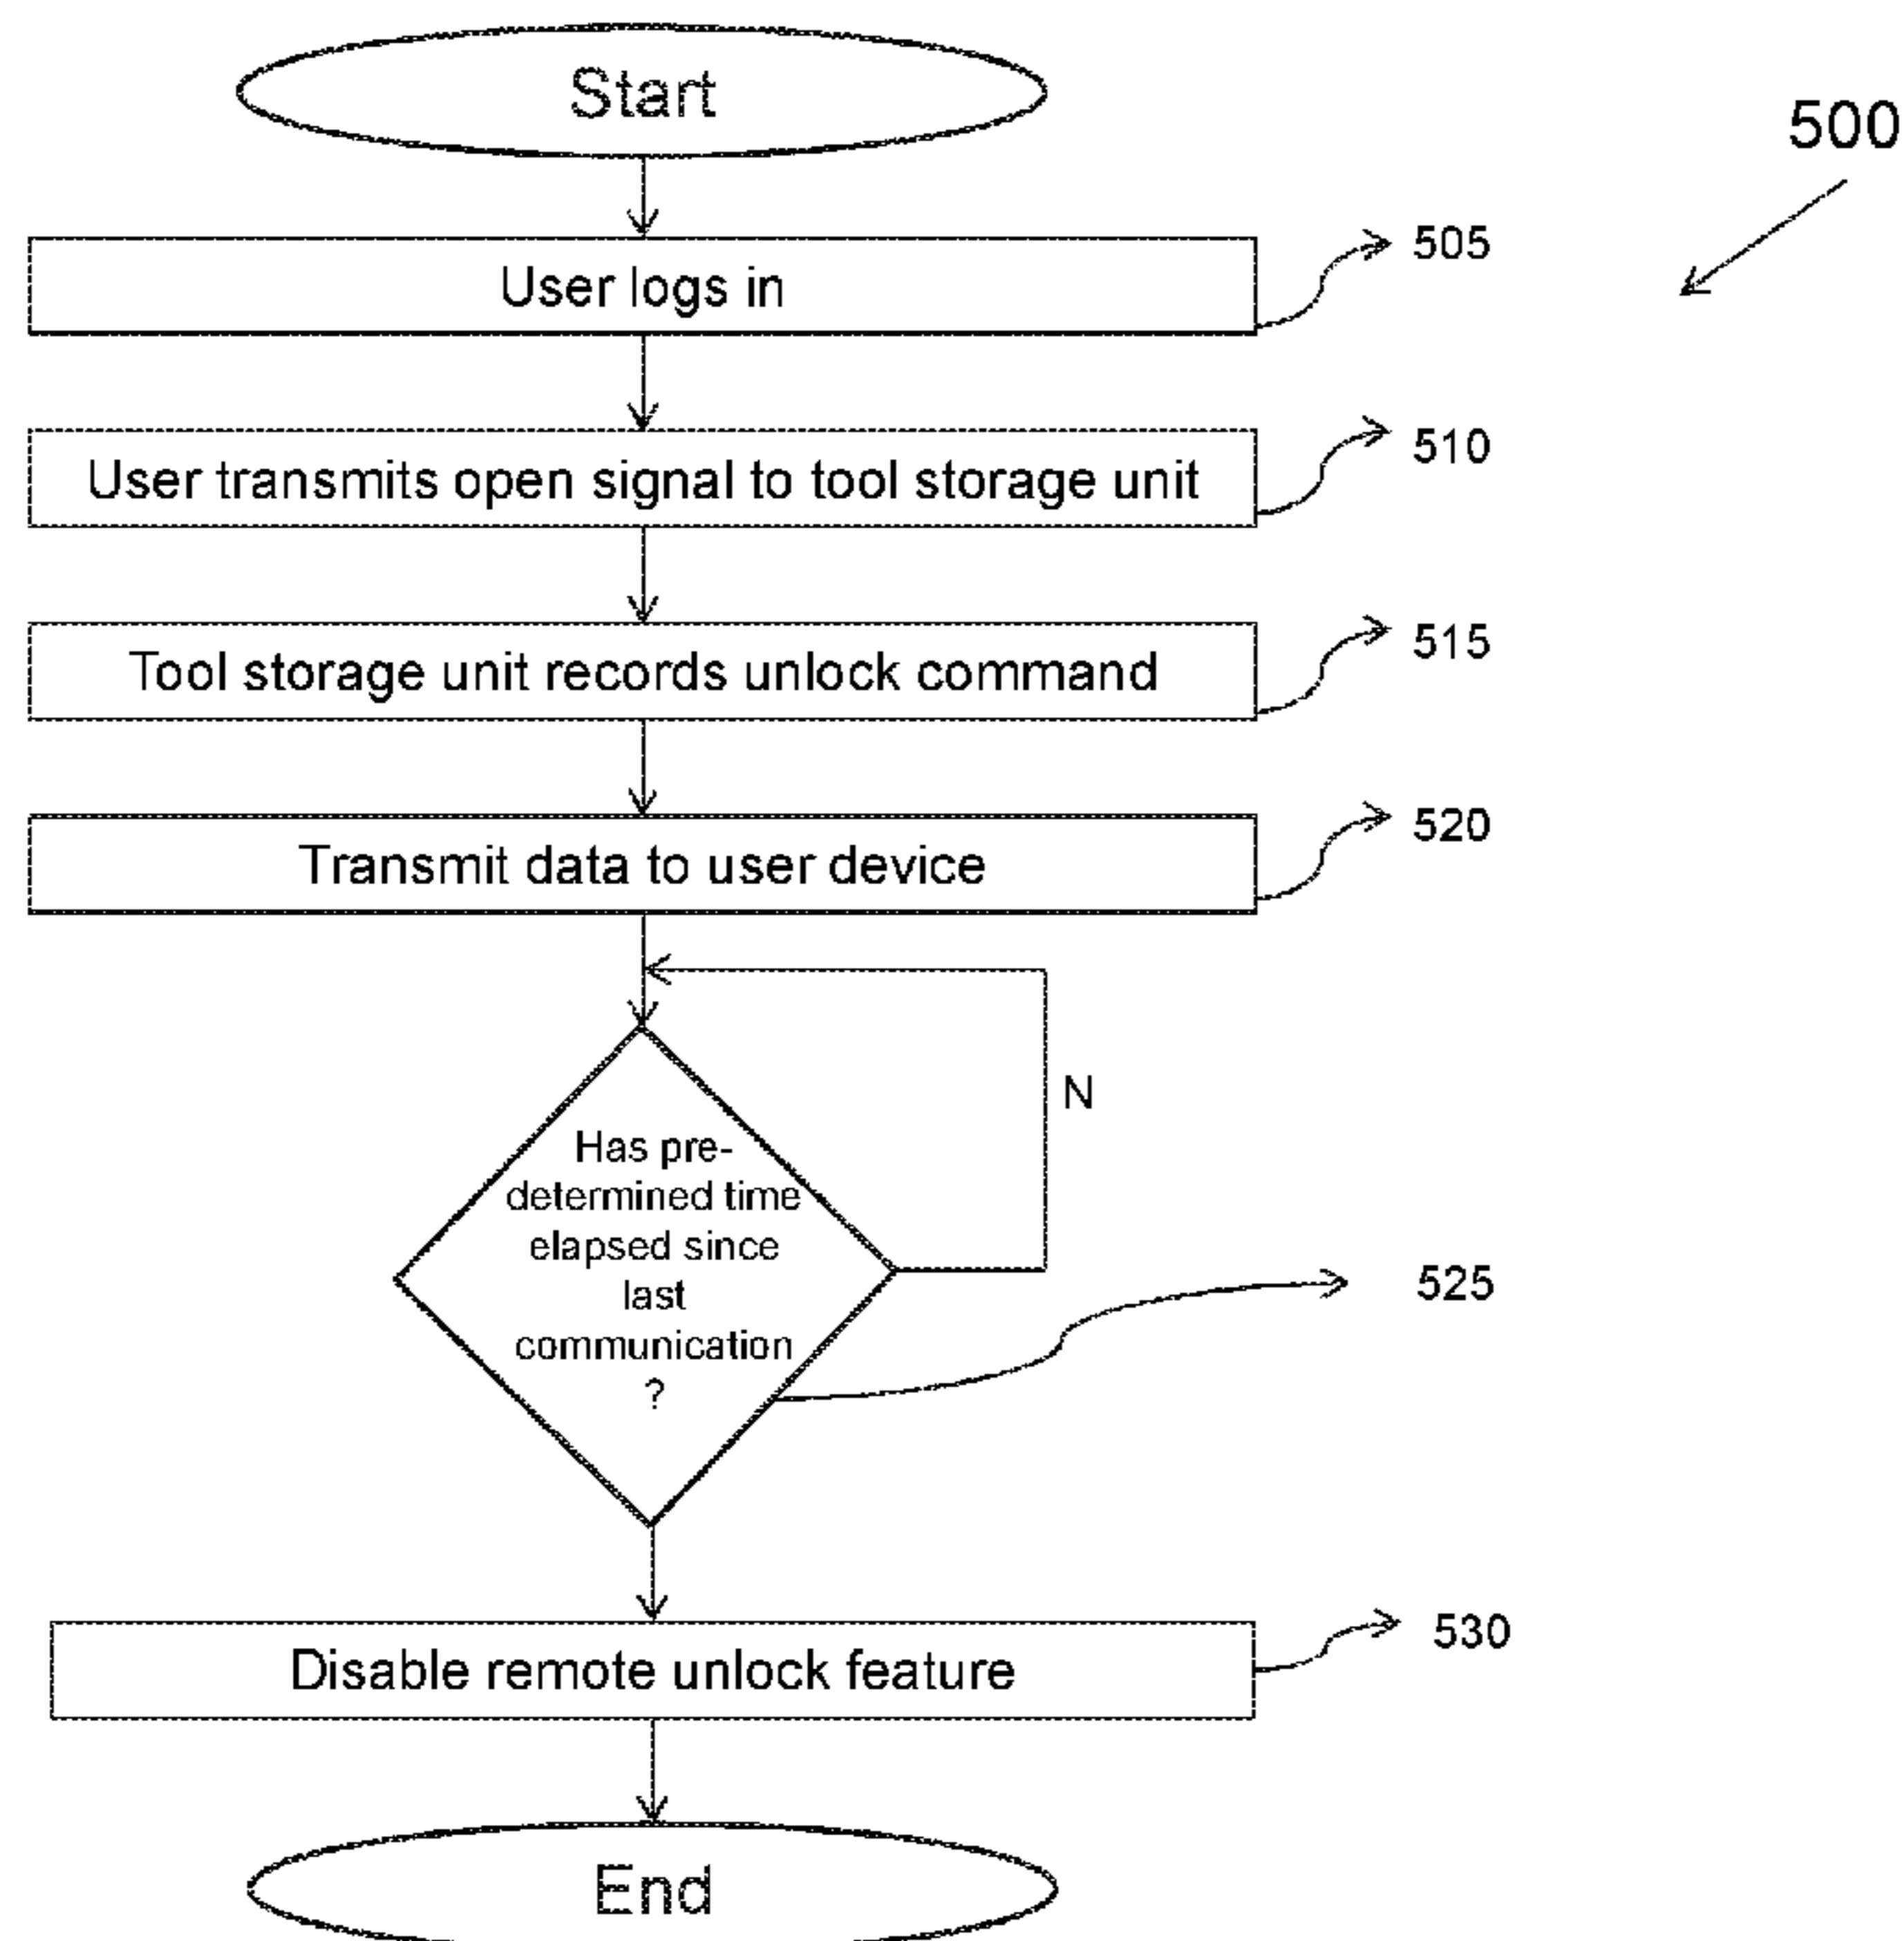 Start
500
505
User logs in
510
User transmits open signal to tool storage unit
515
Tool storage unit records unlock command
520
Transmit data to user device
N
Has pre-
determined time
elapsed since
last
communication
?
525
530
Disable remote unlock feature
End